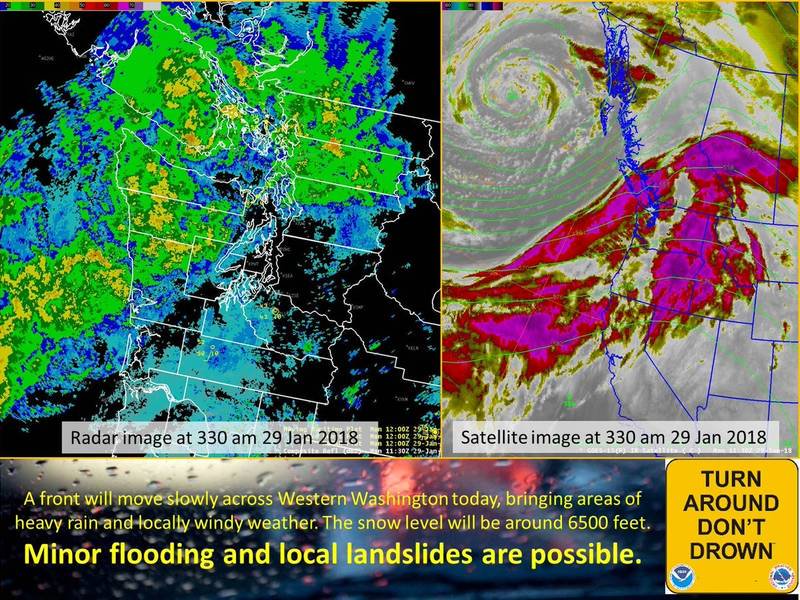 Radar image at 330 am 29 Jan 2018
Satellite image at 330 am 29 Jan 2018
A front will move slowly across Western Washington today, bringing areas of
heavy rain and locally windy weather. The snow level will be around 6500 feet.
Minor flooding and local landslides are possible.
TURN
AROUND
DON'T
DROWN